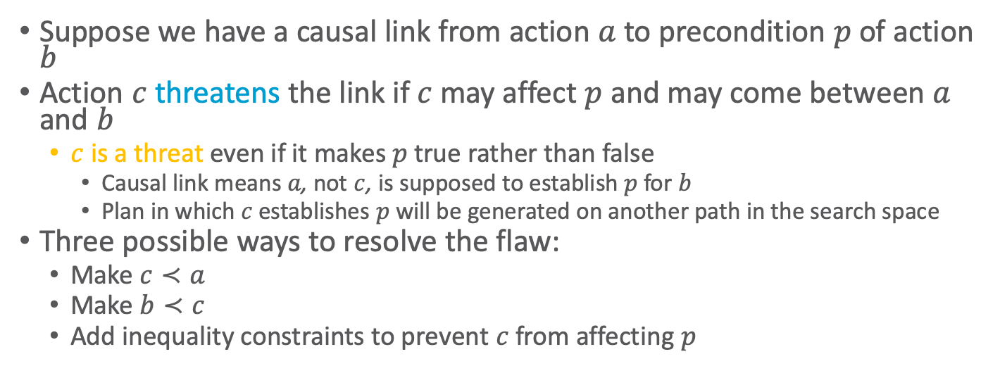 • Suppose we have a causal link from action 𝑎 to precondition 𝑝 of action
𝑏
• Action 𝑐 threatens the link if 𝑐 may affect 𝑝 and may come between 𝑎
and 𝑏
• 𝑐 is a threat even if it makes 𝑝 true rather than false
• Causal link means 𝑎, not 𝑐, is supposed to establish 𝑝 for 𝑏
• Plan in which 𝑐 establishes 𝑝 will be generated on another path in the search space
• Three possible ways to resolve the flaw:
• Make 𝑐 ≺ 𝑎
• Make 𝑏 ≺ 𝑐
• Add inequality constraints to prevent 𝑐 from affecting 𝑝